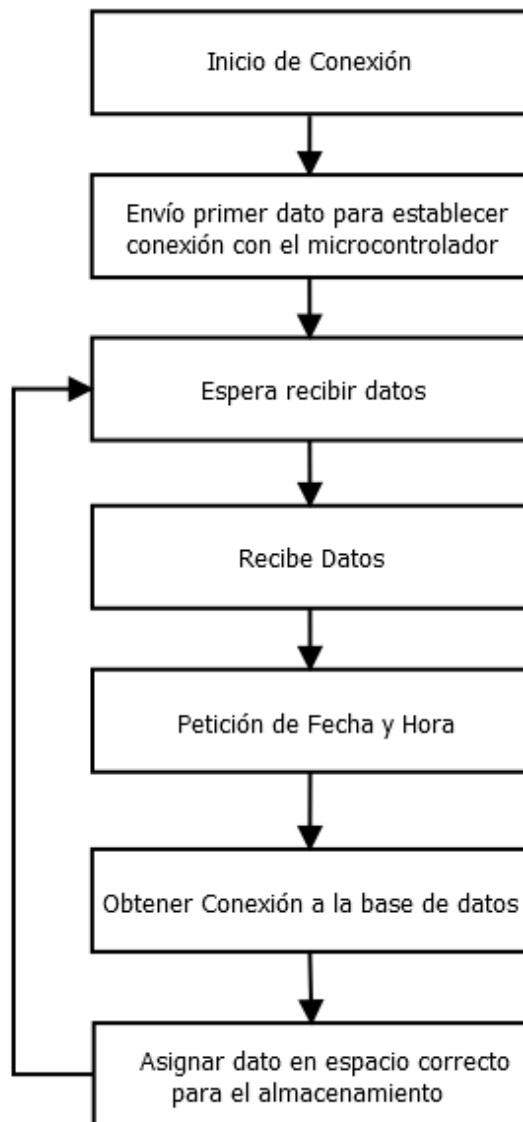 Inicio de Conexión
Envío primer dato para establecer
conexión con el microcontrolador
Espera recibir datos
Recibe Datos
Petición de Fecha y Hora
Obtener Conexión a la base de datos
Asignar dato en espacio correcto
para el almacenamiento